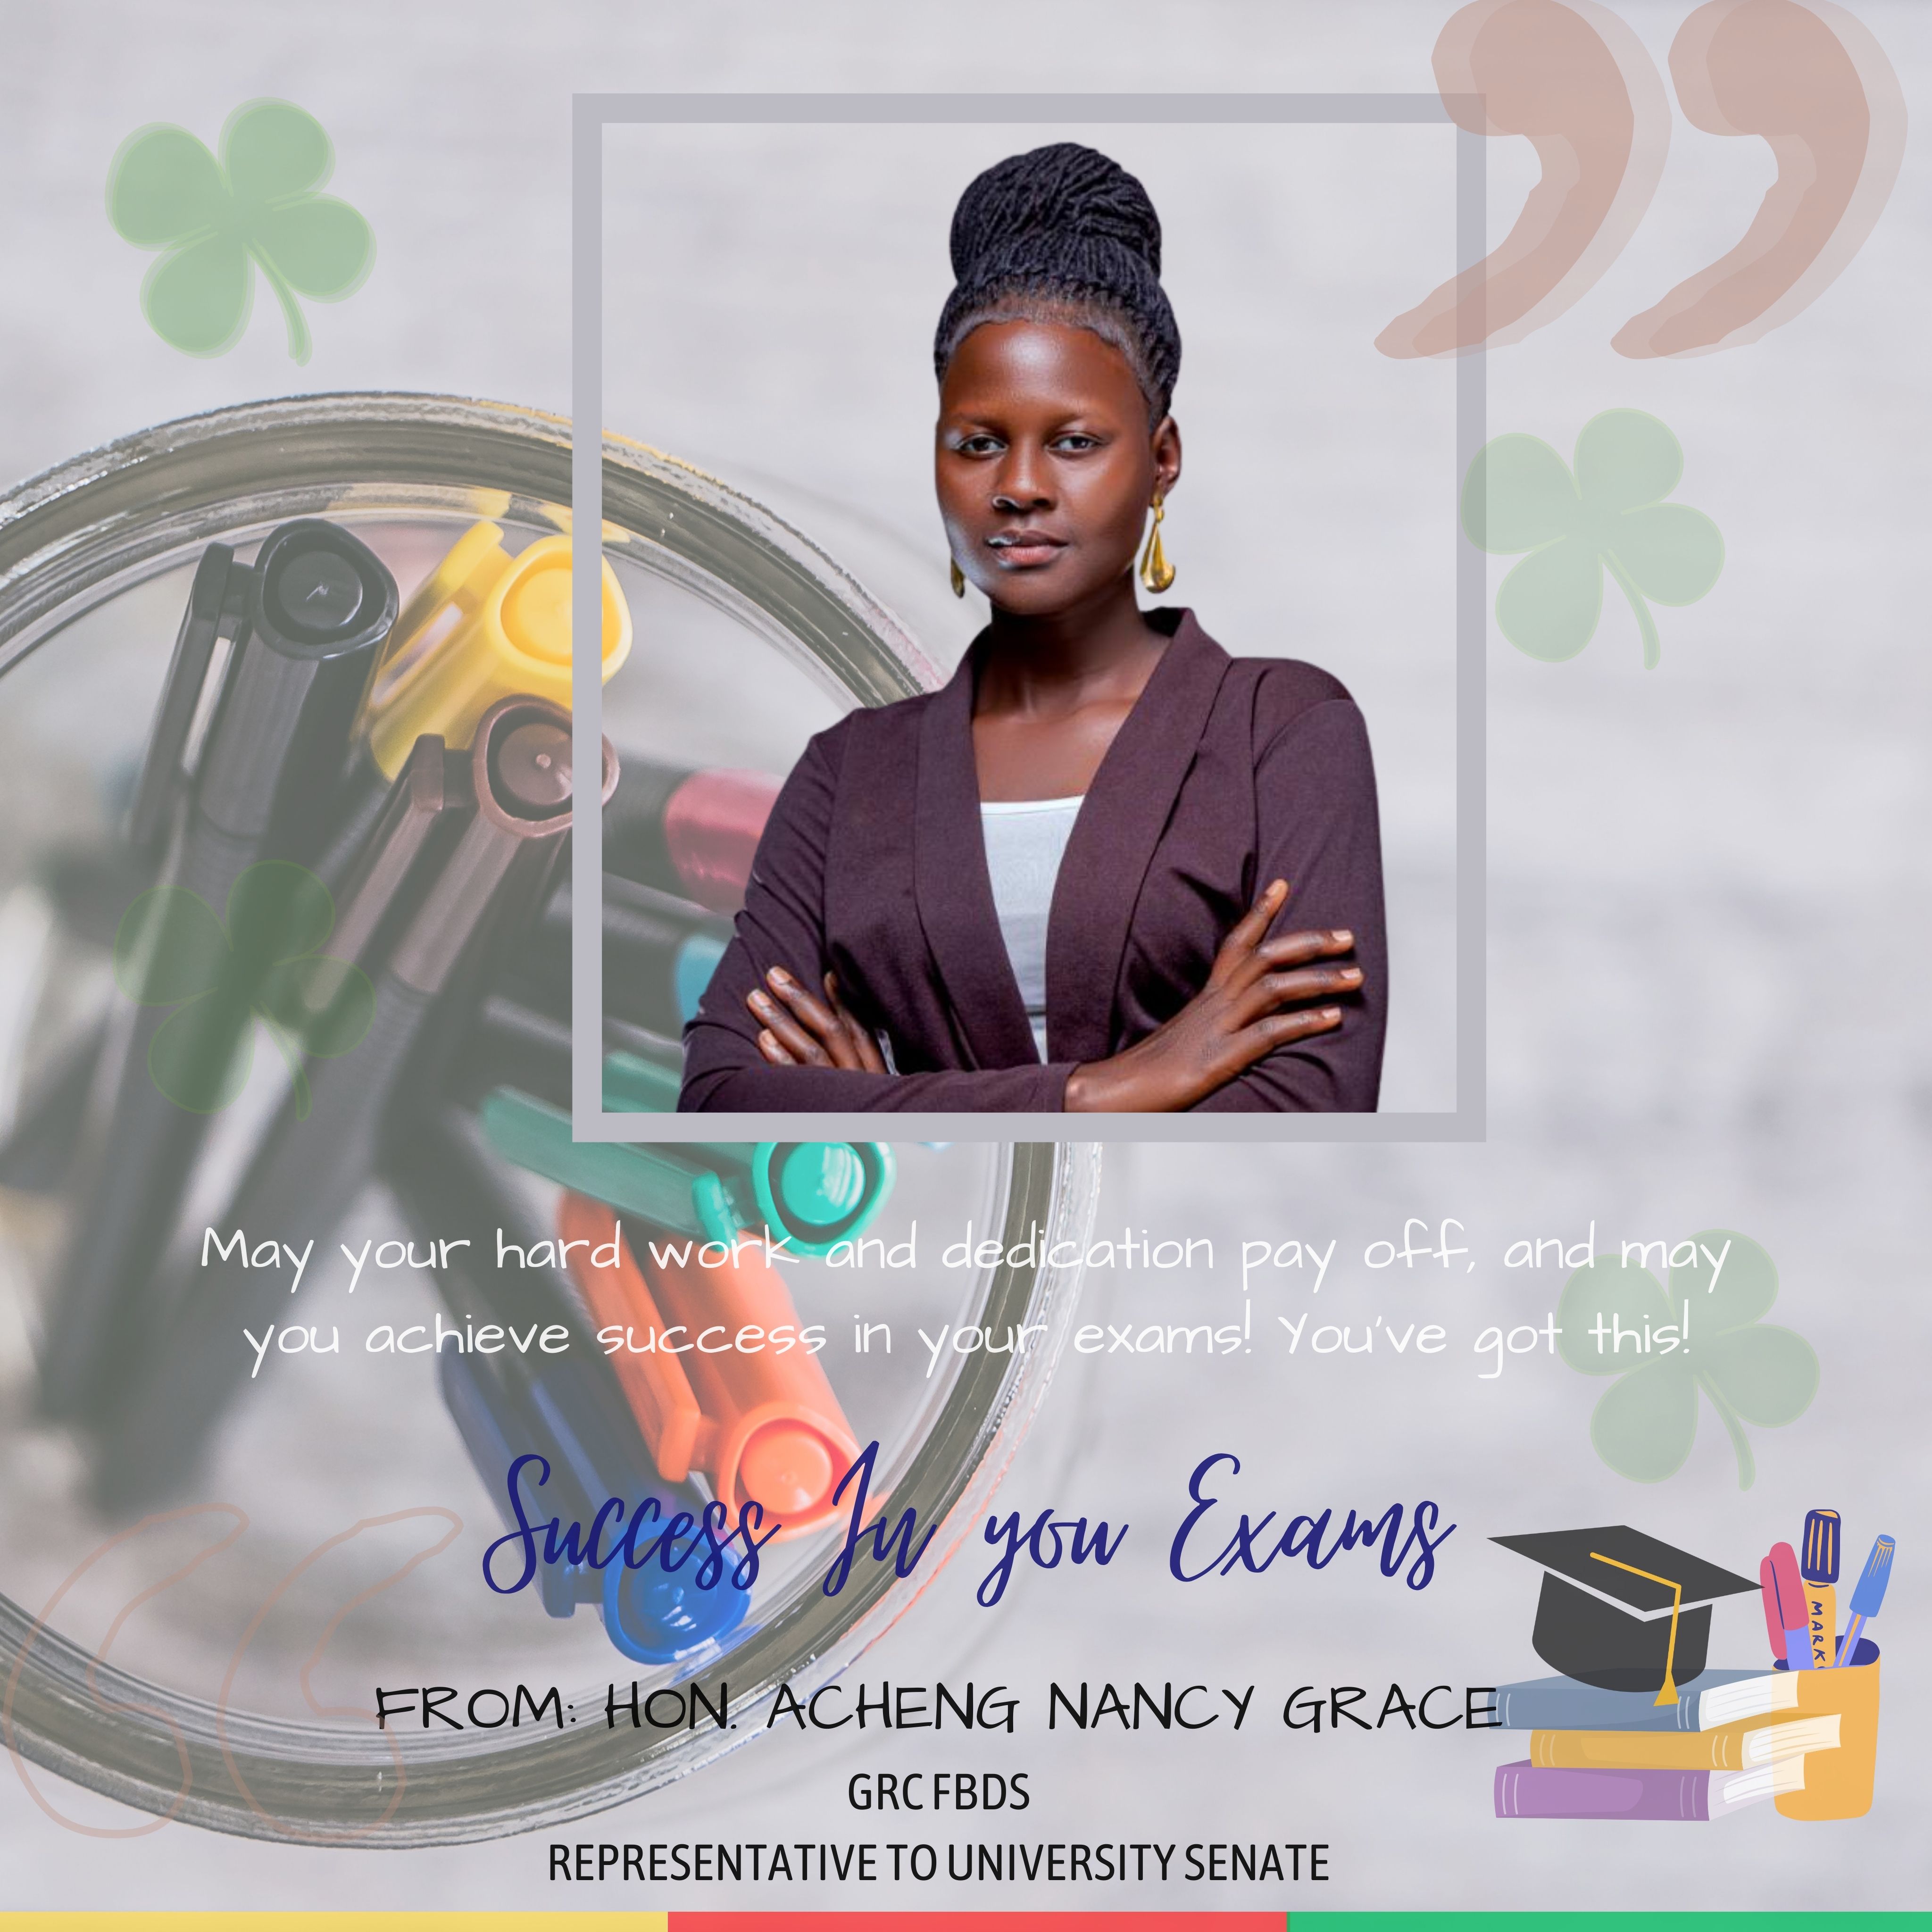 May your hard work and dedication pay off, and may
you achieve success in your exams! You've got this!
Success In you Exams
MARK
FROM: HON. ACHENG NANCY GRACE
GRC FBDS
REPRESENTATIVE TO UNIVERSITY SENATE